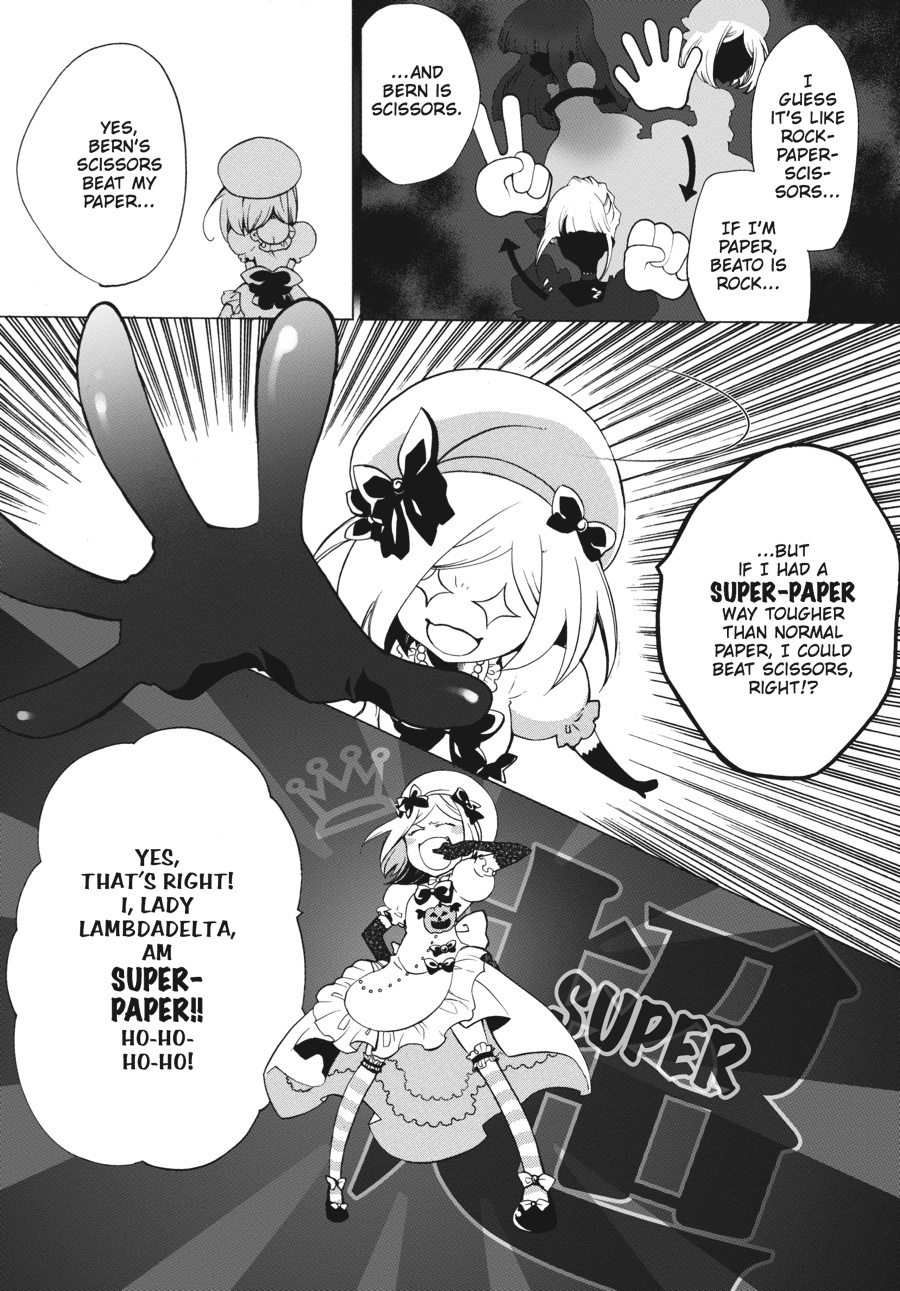 I
GUESS
IT'S LIKE
ROCK-
PAPER-
SCIS-
SORS...
IF I'M
PAPER,
BEATO IS
ROCK...
...AND
BERN IS
SCISSORS.
YES,
BERN'S
SCISSORS
BEAT MY
PAPER...
...BUT
IF I HAD A
SUPER-PAPER
WAY TOUGHER
THAN NORMAL
PAPER, I COULD
BEAT SCISSORS,
RIGHT!?
YES,
THAT'S RIGHT!
I, LADY
LAMBDADELTA,
AM
SUPER-
PAPER!!
HO-HO-
HO-HO!
SUPER